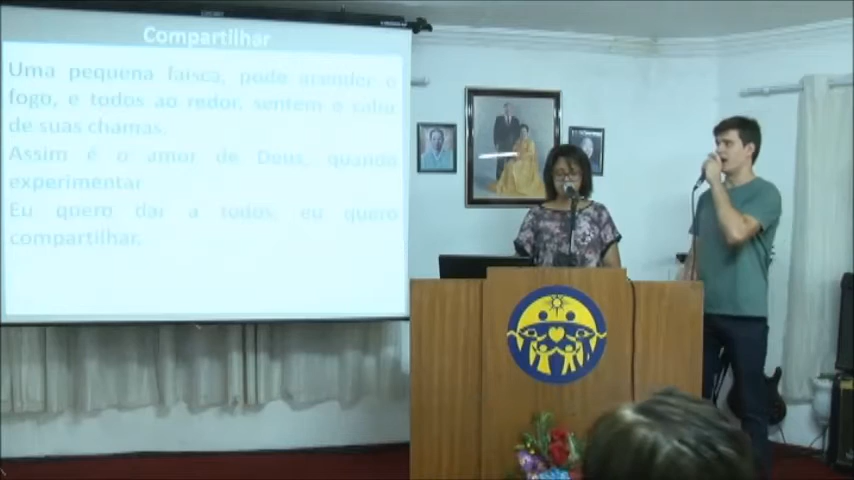 Compartilhar
Uma pequena faísca, pode acender o
fogo, e todos ao redor, sentem o calor
de suas chamas.
Assim é o amor de Deus, quando
experimentar
Eu quero dar a todos, eu quero
compartilhar.